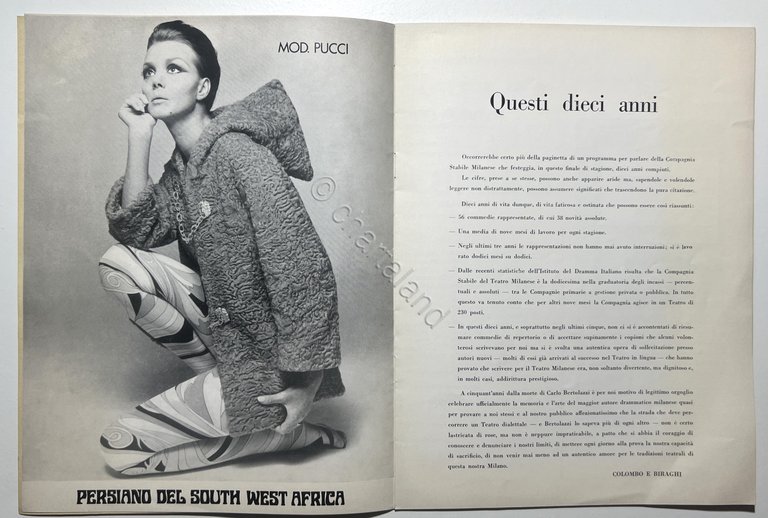 MOD. PUCCI
PERSIANO DEL SOUTH WEST AFRICA
Questi dieci anni
Occorrerebbe certo più della paginetta di un programma per parlare della Compagnia
Stabile Milanese che festeggia, in questo finale di stagione, dieci anni compiuti.
Le cifre, prese a se stesse, possono anche apparire aride ma, sapendole e volendole
leggere non distrattamente, possono assumere significati che trascendono la pura citazione.
Dieci anni di vita dunque, di vita faticosa e ostinata che possono essere così riassunti:
— 56 commedie rappresentate, di cui 38 novità assolute.
— Una media di nove mesi di lavoro per ogni stagione.
— Negli ultimi tre anni le rappresentazioni non hanno mai avuto interruzioni; si è lavo
rato dodici mesi su dodici.
— Dalle recenti statistiche dell'Istituto del Dramma Italiano risulta che la Compagnia
Stabile del Teatro Milanese è la dodicesima nella graduatoria degli incassi — percen-
tuali e assoluti — tra le Compagnie primarie a gestione privata o pubblica. In tutto
questo va tenuto conto che per altri nove mesi la Compagnia agisce in un Teatro di
230 posti.
— In questi dieci anni, e soprattutto negli ultimi cinque, non ci si è accontentati di riesu-
mare commedie di repertorio o di accettare supinamente i copioni che alcuni volon-
terosi scrivevano per noi ma si è svolta una autentica opera di sollecitazione presso
autori nuovi — molti di essi già arrivati al successo nel Teatro in lingua — che hanno
provato che scrivere per il Teatro Milanese era, non soltanto divertente, ma dignitoso e,
in molti casi, addirittura prestigioso.
A cinquant'anni dalla morte di Carlo Bertolazzi è per noi motivo di legittimo orgoglio
celebrare ufficialmente la memoria e l'arte del maggior autore drammatico milanese quasi
per provare a noi stessi e al nostro pubblico affezionatissimo che la strada che deve per-
correre un Teatro dialettale — e Bertolazzi lo sapeva più di ogni altro — non è certo
lastricata di rose, ma non è neppure impraticabile, a patto che si abbia il coraggio di
conoscere e denunciare i nostri limiti, di mettere ogni giorno alla prova la nostra capacità
di sacrificio, di non venir mai meno ad un autentico amore per le tradizioni teatrali di
questa nostra Milano.
COLOMBO E BIRAGHI
© chartaland